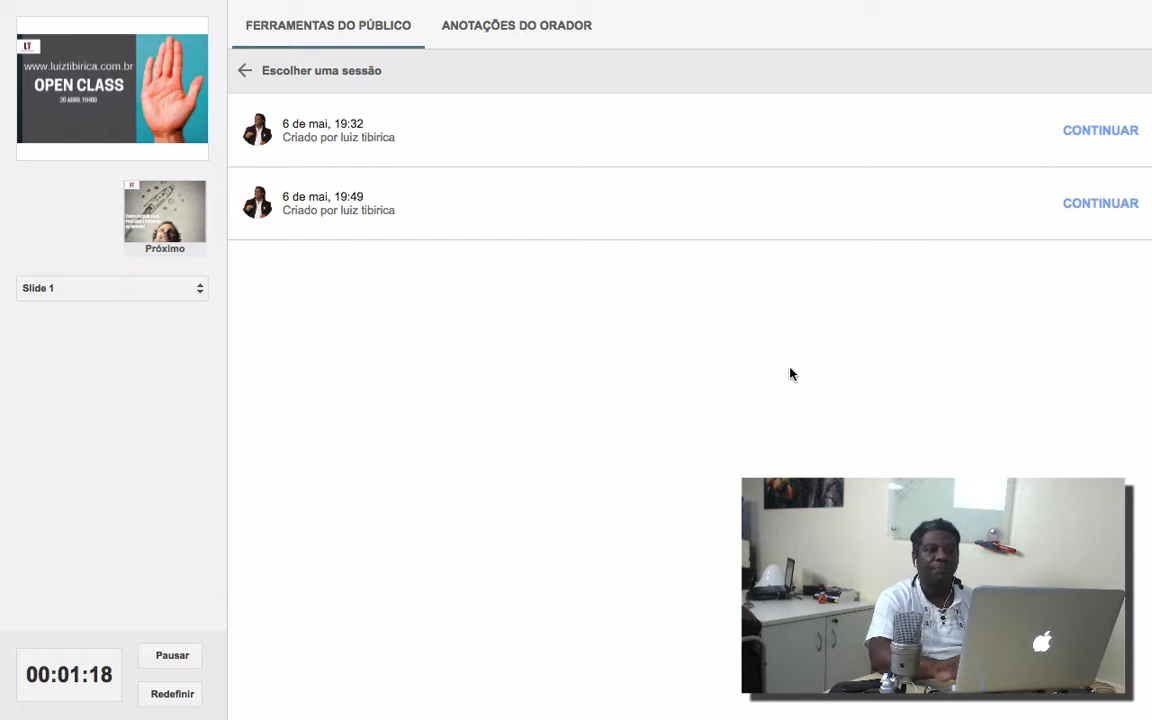 LT
www.luiztibirica.com.br
OPEN CLASS
20 ABRIL 19H00
LT
Próximo
Slide 1
00:01:18
Pausar
Redefinir
FERRAMENTAS DO PÚBLICO
ANOTAÇÕES DO ORADOR
Escolher uma sessão
6 de mai, 19:32
Criado por luiz tibirica
CONTINUAR
6 de mai, 19:49
Criado por luiz tibirica
CONTINUAR